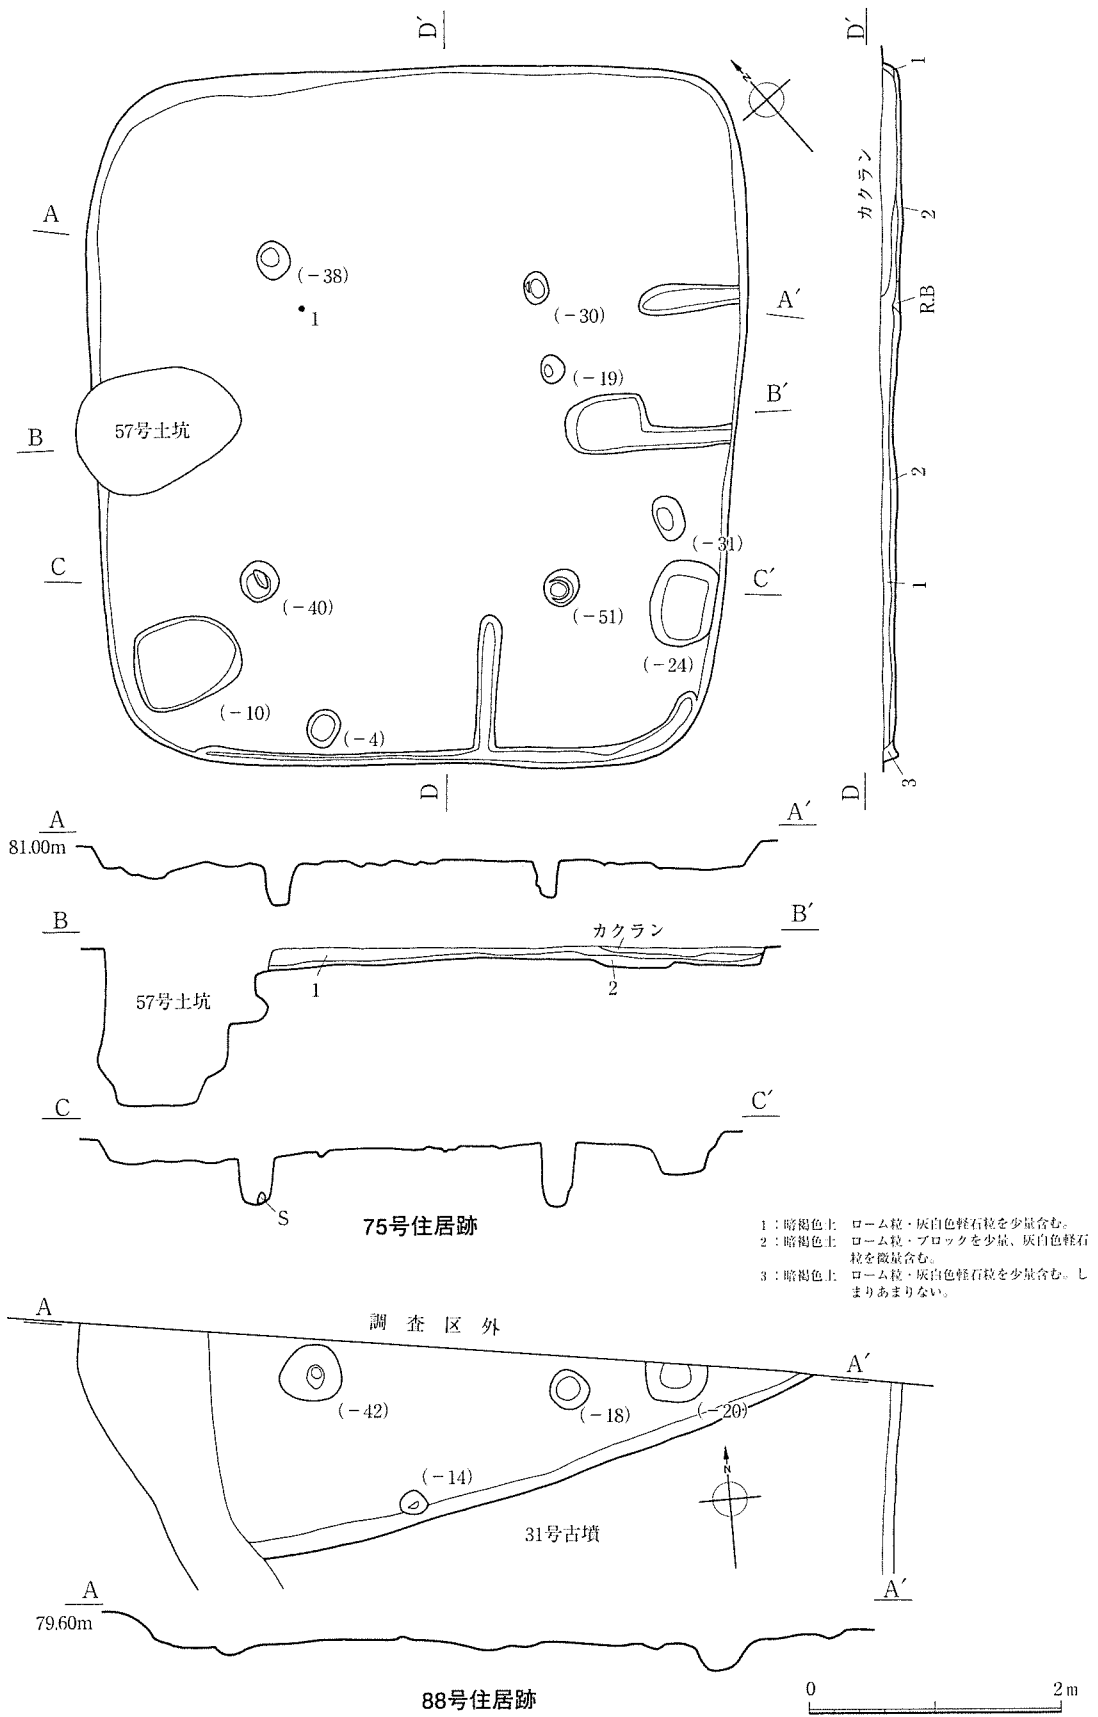 D′
D′
1
N
カクラン
A
2
(−38)
1
(−30)
A′
R.B
(−19)
B′
57号土坑
B
2
(−31)
C
C′
1
(−40)
(−51)
(−24)
(−10)
(−4)
D
D
3
A
A′
81.00m
B
B′
カクラン
1
2
57号土坑
C
C′
S
75号住居跡
1：暗褐色土　ローム粒・灰白色軽石粒を少量含む。
2：暗褐色土　ローム粒・ブロックを少量、灰白色軽石
粒を微量含む。
3：暗褐色土　ローム粒・灰白色軽石粒を少量含む。し
まりあまりない。
A
調査区外
A′
(−42)
(−18)
(−20)
(−14)
N
31号古墳
A
A′
79.60m
88号住居跡
0
2m